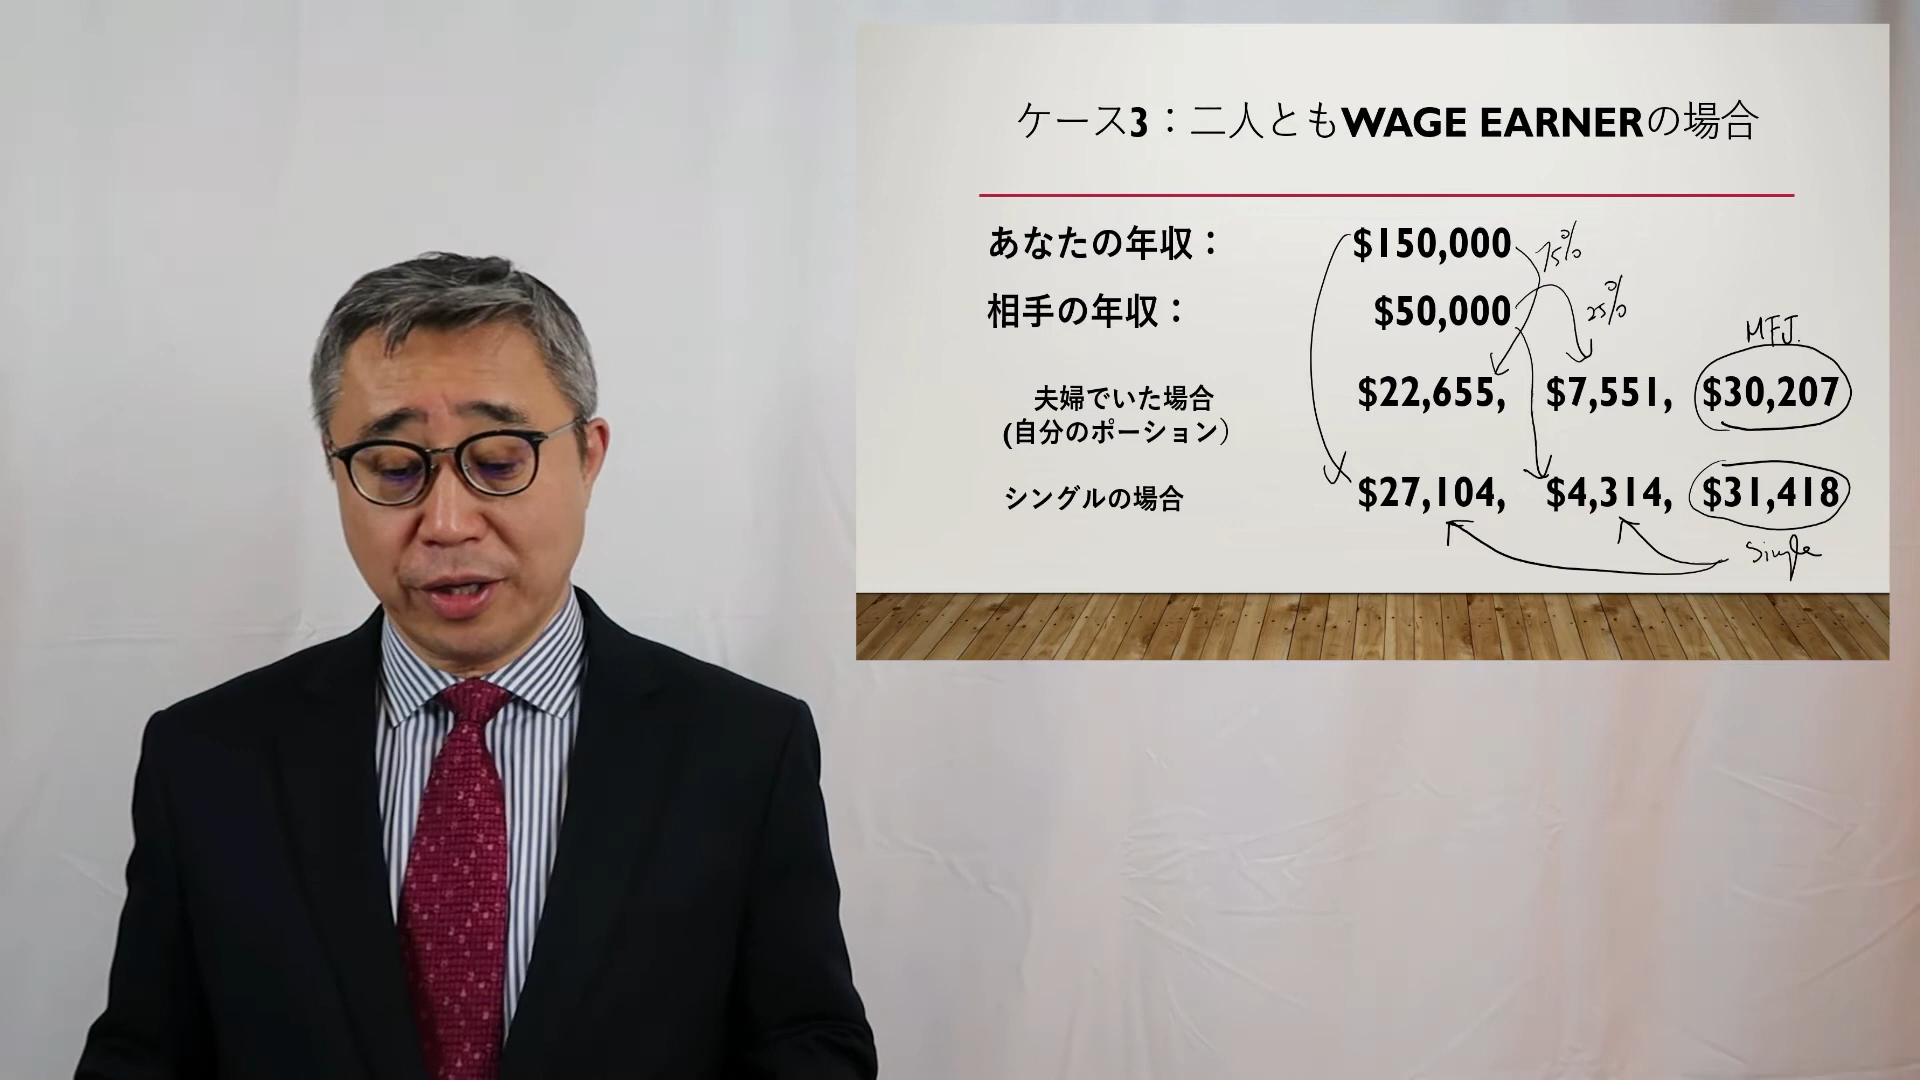 ケース3：二人ともWAGE EARNERの場合
あなたの年収： $150,000 75%
相手の年収： $50,000 25%
MFJ.
夫婦でいた場合 $22,655, $7,551, $30,207
(自分のポーション）
シングルの場合 $27,104, $4,314, $31,418
Single